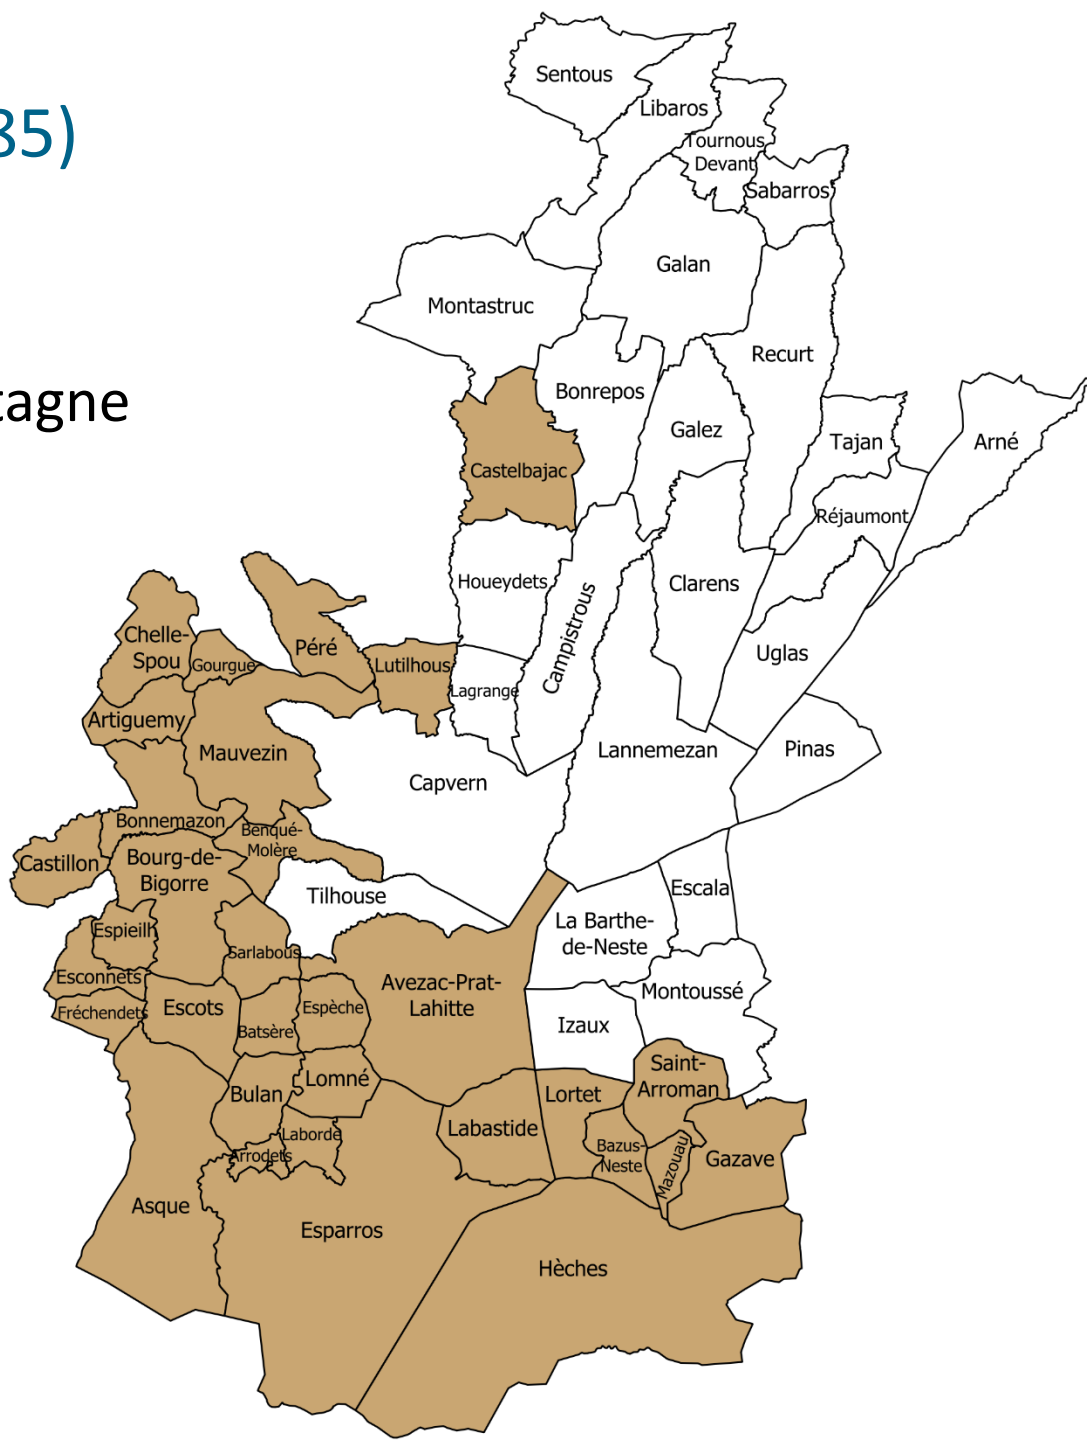 85)
tagne
Sentous
Libaros
Tournous
Devant
Sabarros
Galan
Montastruc
Recurt
Bonrepos
Galez
Tajan
Arné
Castelbajac
Réjaumont
Houeydets
Clarens
Campistrous
Chelle-
Spou
Gourgue
Péré
Lutilhous
Uglas
Lagrange
Artiguemy
Mauvezin
Lannemezan
Pinas
Capvern
Bonnemazon
Benqué-
Molère
Castillon
Bourg-de-
Bigorre
Tilhouse
Escala
La Barthe-
de-Neste
Espieilh
Sarlabous
Esconnets
Avezac-Prat-
Lahitte
Montoussé
Fréchendets
Escots
Espèche
Batsère
Izaux
Saint-
Arroman
Bulan
Lomné
Lortet
Labastide
Laborde
Arrodets
Bazus-
Neste
Mazouau
Gazave
Asque
Esparros
Hèches